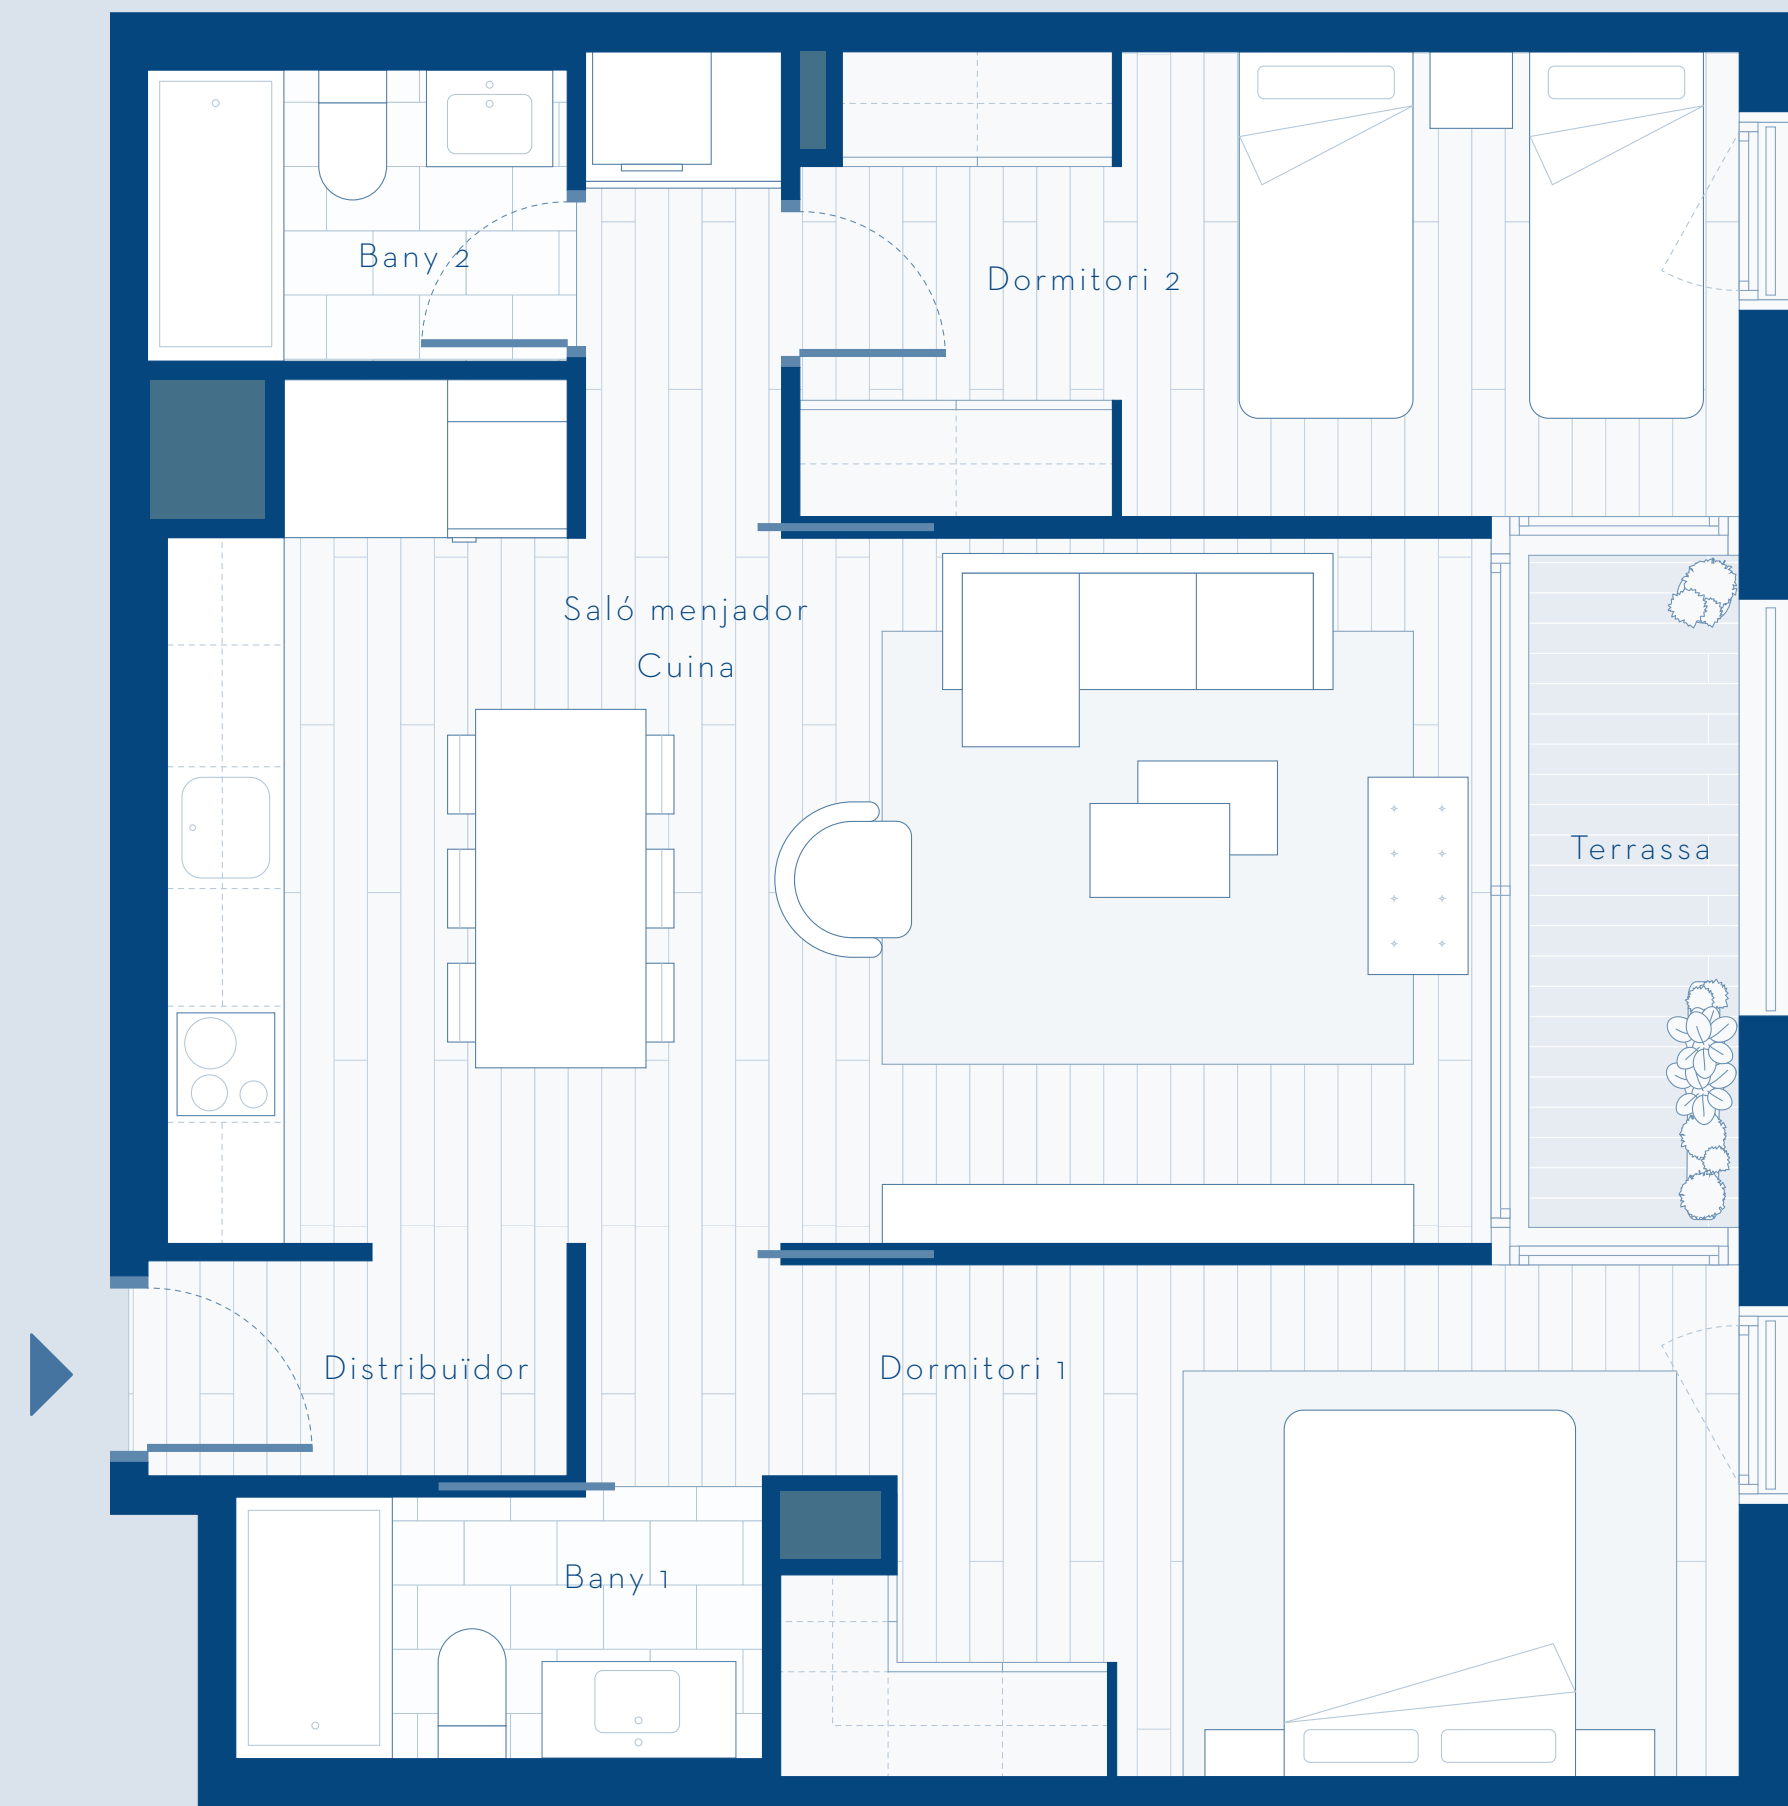 Bany 2
Dormitori 2
Saló menjador
Cuina
Terrassa
Distribuïdor
Dormitori 1
Bany 1